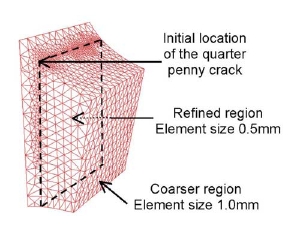 Initial location
of the quarter
penny crack
Refined region
Element size 0.5mm
Coarser region
Element size 1.0mm